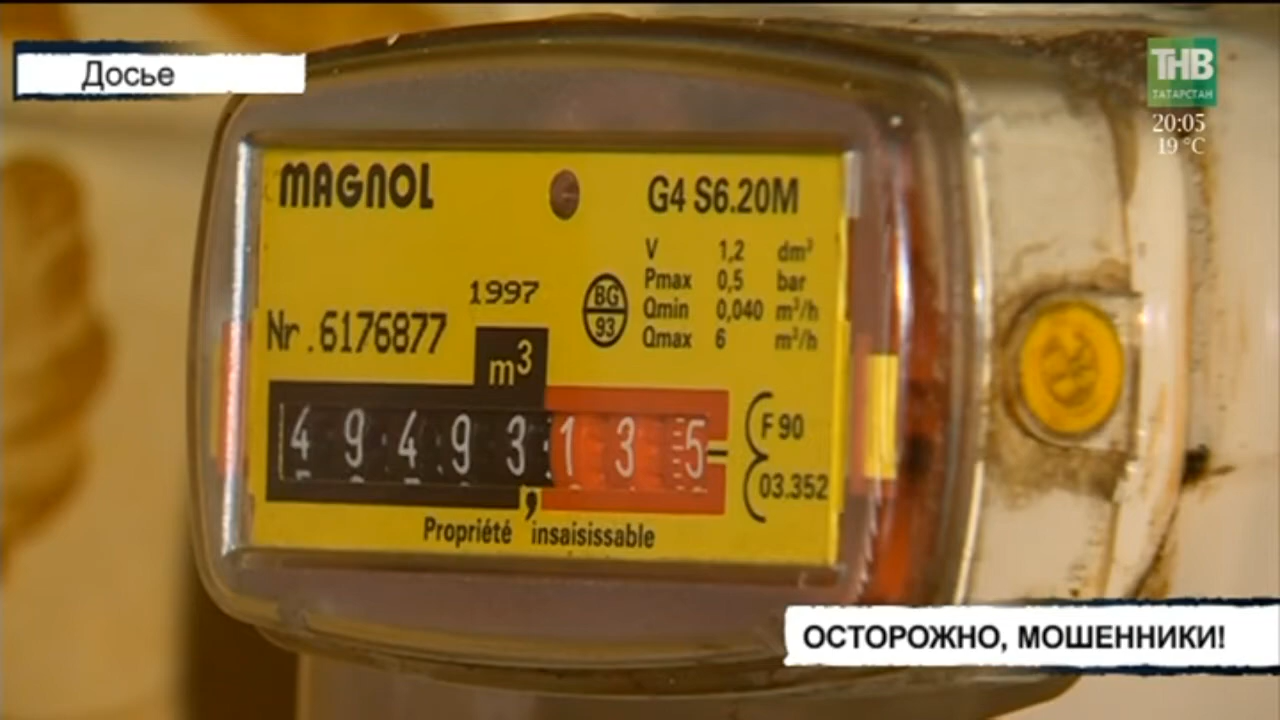 Досье
ТНВ
ТАТАРСТАН
20:05
19 °C
MAGNOL
G4 S6.20M
V 1,2 dm³
Pmax 0,5 bar
Qmin 0,040 m³/h
Qmax 6 m³/h
1997
BG
93
Nr.6176877
m³
4 9 4 9 3 1 3 5
F 90
03.352
,
Propriété insaisissable
ОСТОРОЖНО, МОШЕННИКИ!